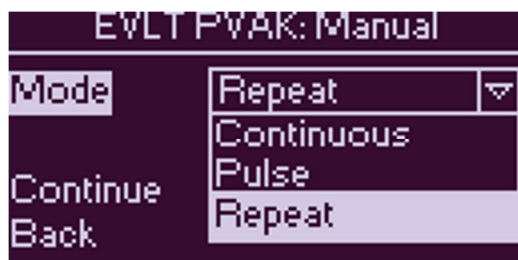 EVLT PVAK: Manual
Mode Repeat
Continuous
Pulse
Continue
Repeat
Back